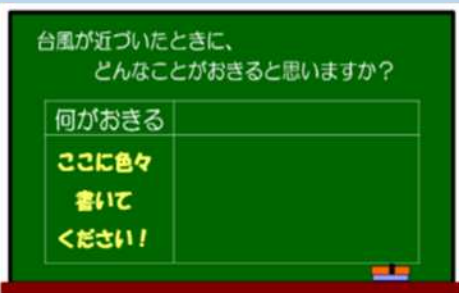 台風が近づいたときに、
どんなことがおきると思いますか？
何がおきる
ここに色々
書いて
ください！